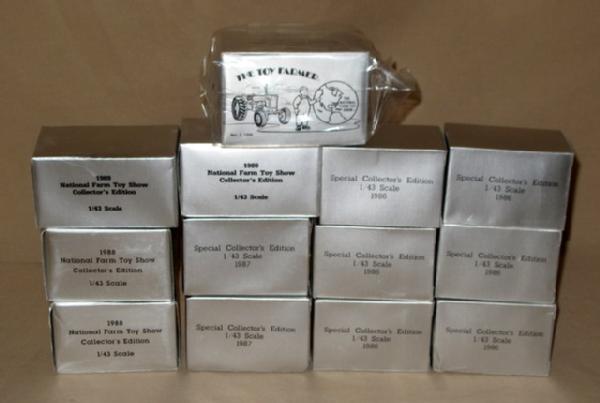 THE TOY FARMER
1989
National Farm Toy Show
Collector's Edition
1/43 Scale
1989
National Farm Toy Show
Collector's Edition
1/43 Scale
Special Collector's Edition
1/43 Scale
1986
Special Collector's Edition
1/43 Scale
1986
1988
National Farm Toy Show
Collector's Edition
1/43 Scale
Special Collector's Edition
1/43 Scale
1987
Special Collector's Edition
1/43 Scale
1986
Special Collector's Edition
1/43 Scale
1986
1988
National Farm Toy Show
Collector's Edition
1/43 Scale
Special Collector's Edition
1/43 Scale
1987
Special Collector's Edition
1/43 Scale
1986
Special Collector's Edition
1/43 Scale
1986